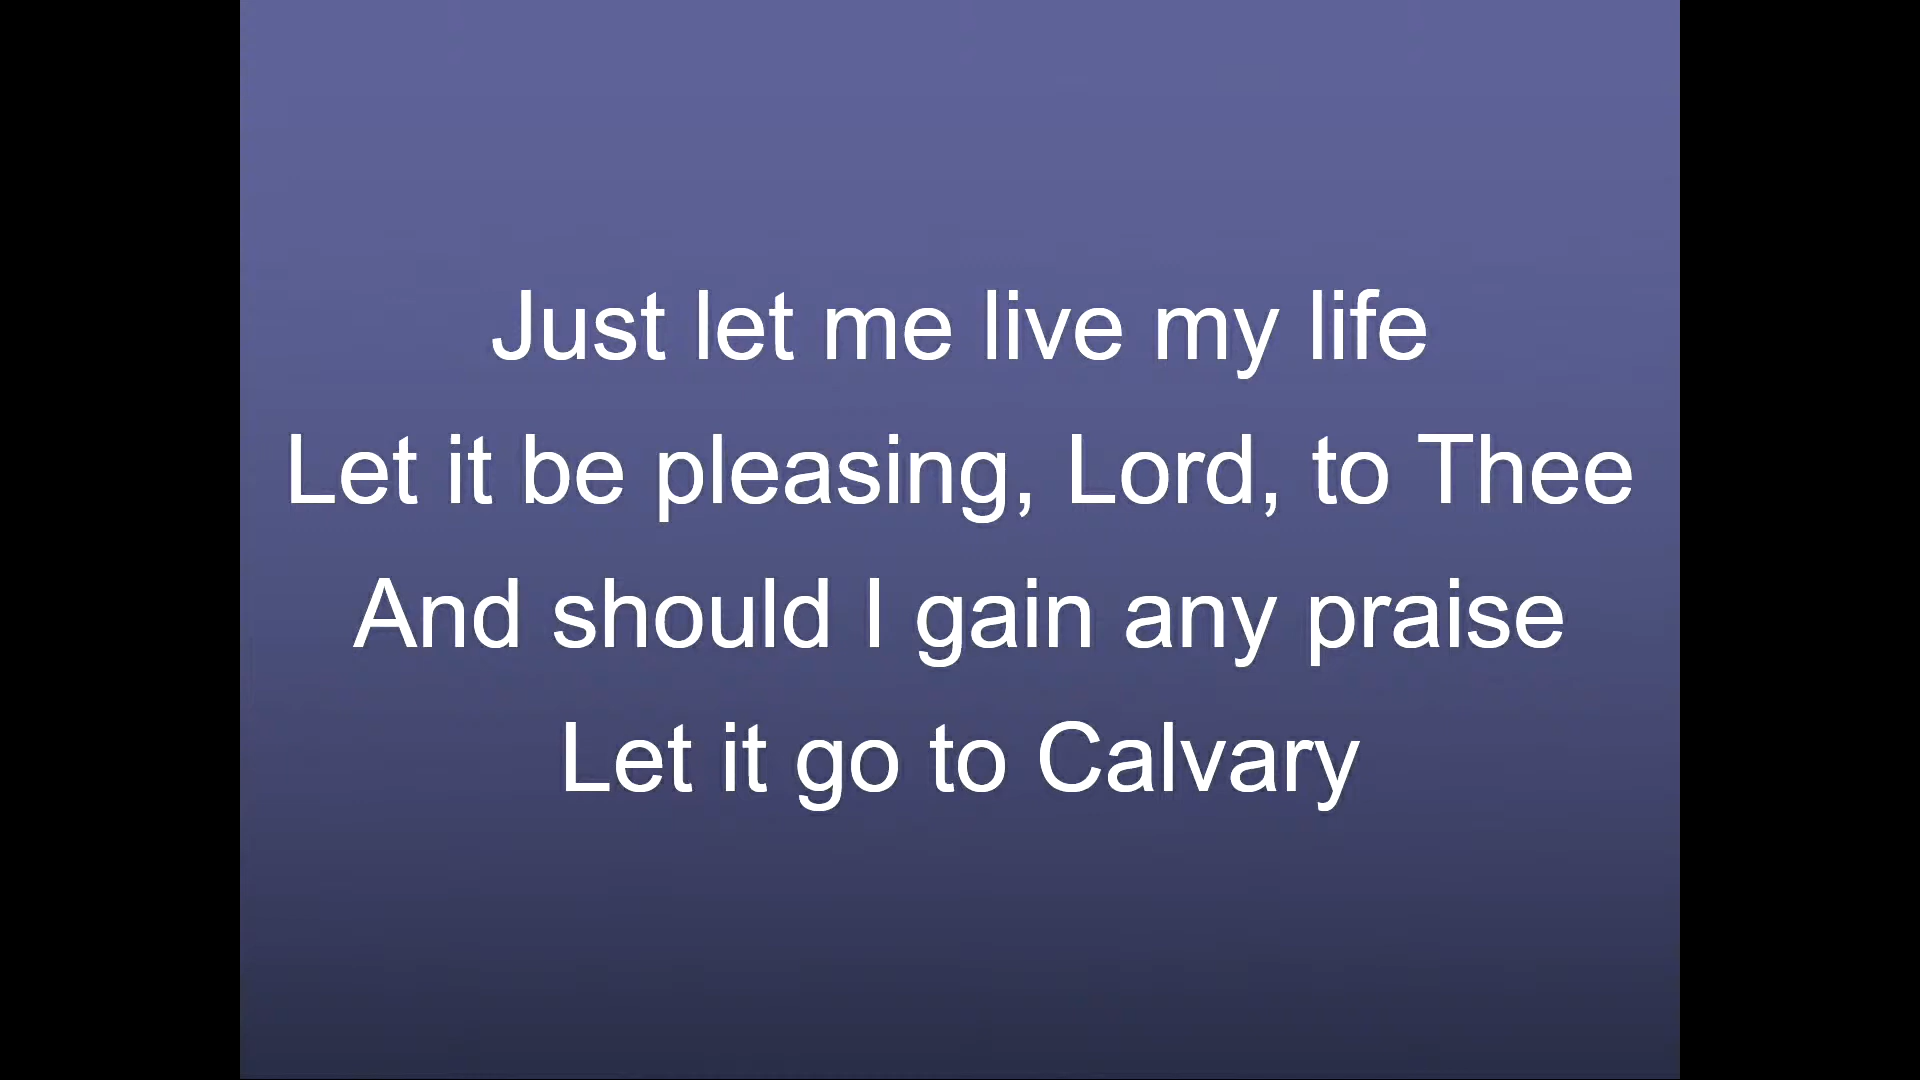 Just let me live my life
Let it be pleasing, Lord, to Thee
And should I gain any praise
Let it go to Calvary